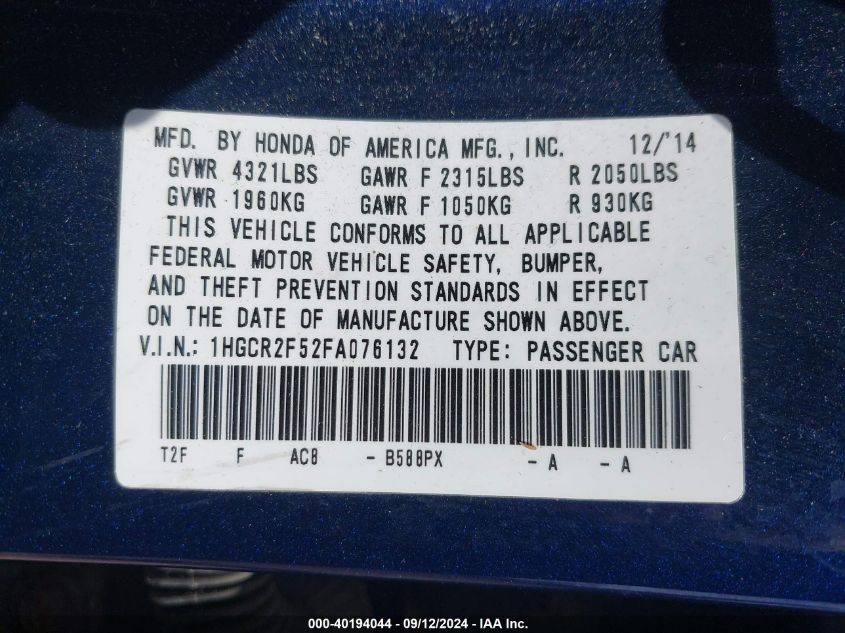 MFD. BY HONDA OF AMERICA MFG., INC. 12/'14
GVWR 4321LBS GAWR F 2315LBS R 2050LBS
GVWR 1960KG GAWR F 1050KG R 930KG
THIS VEHICLE CONFORMS TO ALL APPLICABLE
FEDERAL MOTOR VEHICLE SAFETY, BUMPER,
AND THEFT PREVENTION STANDARDS IN EFFECT
ON THE DATE OF MANUFACTURE SHOWN ABOVE.
V.I.N.: 1HGCR2F52FA076132 TYPE: PASSENGER CAR
T2F F AC8 - B588PX - A - A
000-40194044 - 09/12/2024 - IAA Inc.